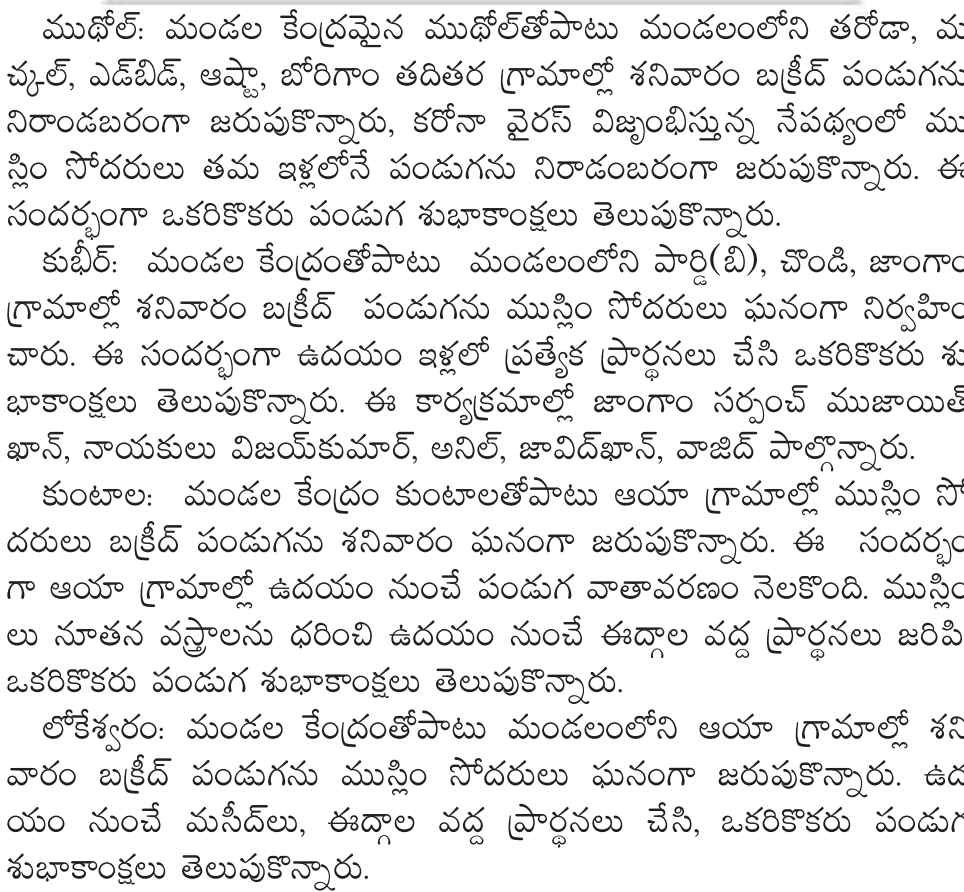 ముథోల్: మండల కేంద్రమైన ముథోల్‌తోపాటు మండలంలోని తరోడా, మ
చ్కల్, ఎడ్‌బిడ్, ఆష్టా, బోరిగాం తదితర గ్రామాల్లో శనివారం బక్రీద్ పండుగను
నిరాండబరంగా జరుపుకొన్నారు, కరోనా వైరస్ విజృంభిస్తున్న నేపథ్యంలో ము
స్లిం సోదరులు తమ ఇళ్లలోనే పండుగను నిరాడంబరంగా జరుపుకొన్నారు. ఈ
సందర్భంగా ఒకరికొకరు పండుగ శుభాకాంక్షలు తెలుపుకొన్నారు.
కుభీర్: మండల కేంద్రంతోపాటు మండలంలోని పార్డి(బి), చొండి, జాంగాం
గ్రామాల్లో శనివారం బక్రీద్ పండుగను ముస్లిం సోదరులు ఘనంగా నిర్వహిం
చారు. ఈ సందర్భంగా ఉదయం ఇళ్లలో ప్రత్యేక ప్రార్థనలు చేసి ఒకరికొకరు శు
భాకాంక్షలు తెలుపుకొన్నారు. ఈ కార్యక్రమాల్లో జాంగాం సర్పంచ్ ముజాయిత్
ఖాన్, నాయకులు విజయ్‌కుమార్, అనిల్, జావిద్‌ఖాన్, వాజిద్ పాల్గొన్నారు.
కుంటాల: మండల కేంద్రం కుంటాలతోపాటు ఆయా గ్రామాల్లో ముస్లిం సో
దరులు బక్రీద్ పండుగను శనివారం ఘనంగా జరుపుకొన్నారు. ఈ సందర్భం
గా ఆయా గ్రామాల్లో ఉదయం నుంచే పండుగ వాతావరణం నెలకొంది. ముస్లిం
లు నూతన వస్త్రాలను ధరించి ఉదయం నుంచే ఈద్గాల వద్ద ప్రార్థనలు జరిపి
ఒకరికొకరు పండుగ శుభాకాంక్షలు తెలుపుకొన్నారు.
లోకేశ్వరం: మండల కేంద్రంతోపాటు మండలంలోని ఆయా గ్రామాల్లో శని
వారం బక్రీద్ పండుగను ముస్లిం సోదరులు ఘనంగా జరుపుకొన్నారు. ఉద
యం నుంచే మసీద్‌లు, ఈద్గాల వద్ద ప్రార్థనలు చేసి, ఒకరికొకరు పండుగ
శుభాకాంక్షలు తెలుపుకొన్నారు.